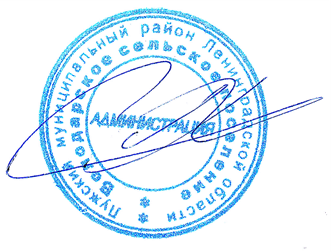 Лужский муниципальный район Ленинградской области
Володарское сельское поселение
АДМИНИСТРАЦИЯ